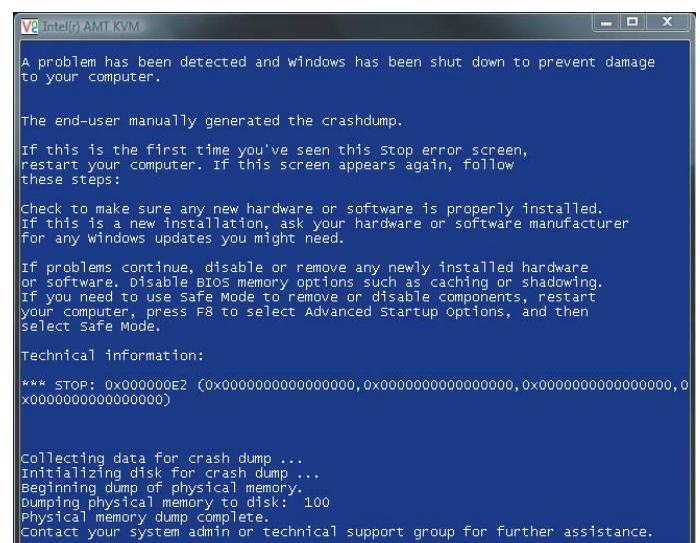 Intel(r) AMT KVM
A problem has been detected and windows has been shut down to prevent damage
to your computer.
The end-user manually generated the crashdump.
If this is the first time you've seen this Stop error screen,
restart your computer. If this screen appears again, follow
these steps:
Check to make sure any new hardware or software is properly installed.
If this is a new installation, ask your hardware or software manufacturer
for any windows updates you might need.
If problems continue, disable or remove any newly installed hardware
or software. Disable BIOS memory options such as caching or shadowing.
If you need to use Safe Mode to remove or disable components, restart
your computer, press F8 to select Advanced Startup Options, and then
select Safe Mode.
Technical information:
*** STOP: 0x000000E2 (0x0000000000000000,0x0000000000000000,0x0000000000000000,0
x0000000000000000)
Collecting data for crash dump ...
Initializing disk for crash dump ...
Beginning dump of physical memory.
Dumping physical memory to disk: 100
Physical memory dump complete.
Contact your system admin or technical support group for further assistance.